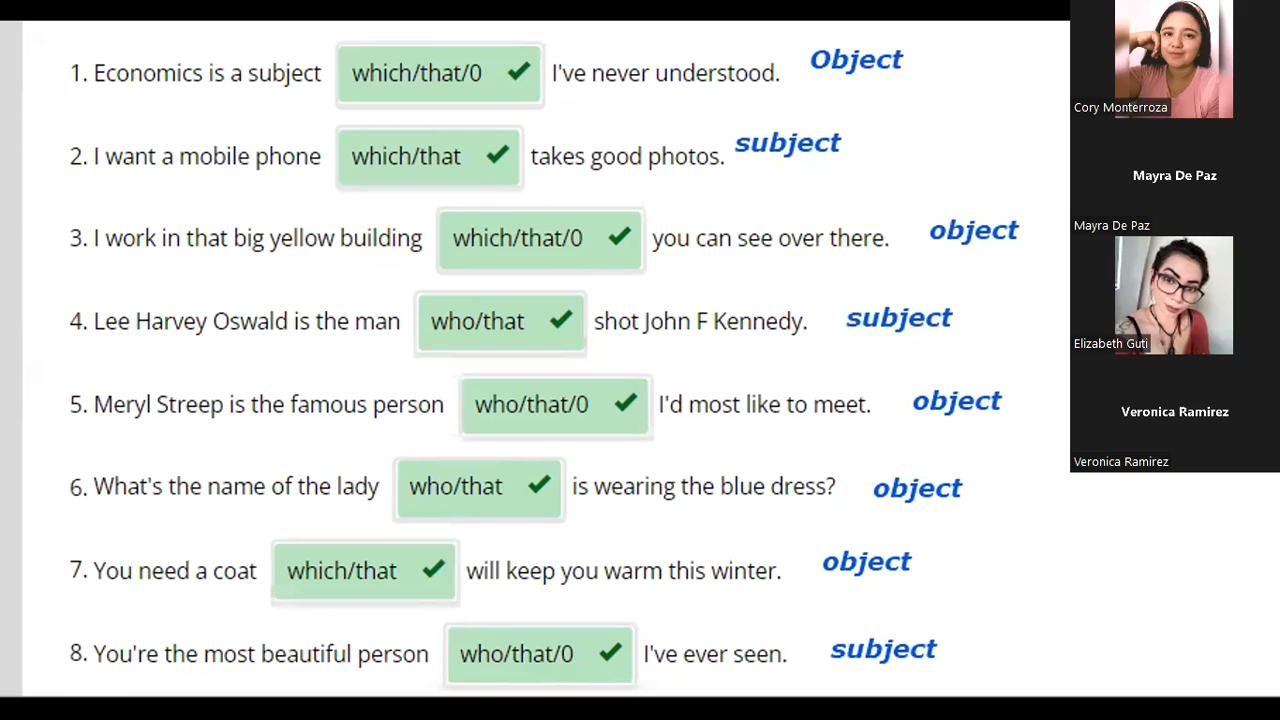 1. Economics is a subject which/that/0 ✔ I've never understood. Object
2. I want a mobile phone which/that ✔ takes good photos. subject
3. I work in that big yellow building which/that/0 ✔ you can see over there. object
4. Lee Harvey Oswald is the man who/that ✔ shot John F Kennedy. subject
5. Meryl Streep is the famous person who/that/0 ✔ I'd most like to meet. object
6. What's the name of the lady who/that ✔ is wearing the blue dress? object
7. You need a coat which/that ✔ will keep you warm this winter. object
8. You're the most beautiful person who/that/0 ✔ I've ever seen. subject
Cory Monterroza
Mayra De Paz
Mayra De Paz
Elizabeth Guti
Veronica Ramirez
Veronica Ramirez